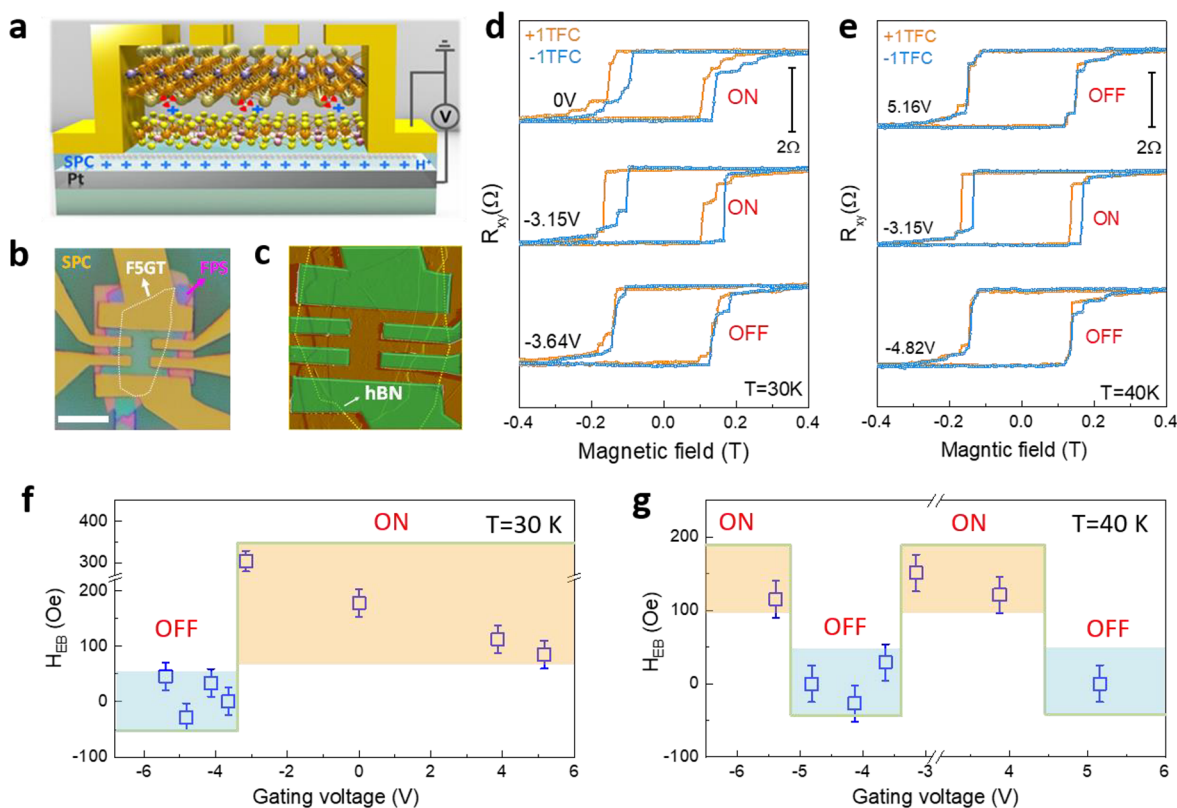 a
V
SPC
H⁺
Pt
b
SPC
F5GT
FPS
c
hBN
d
+1TFC
-1TFC
0V
ON
2Ω
-3.15V
ON
-3.64V
OFF
T=30K
R_xy(Ω)
-0.4 -0.2 0.0 0.2 0.4
Magnetic field (T)
e
+1TFC
-1TFC
5.16V
OFF
2Ω
-3.15V
ON
-4.82V
OFF
T=40K
R_xy(Ω)
-0.4 -0.2 0.0 0.2 0.4
Magntic field (T)
f
ON
T=30 K
OFF
400
350
300
200
100
0
-100
H_EB (Oe)
-6 -4 -2 0 2 4 6
Gating voltage (V)
g
ON
ON
T=40 K
OFF
OFF
200
100
0
-100
H_EB (Oe)
-6 -5 -4 -3 4 5 6
Gating voltage (V)